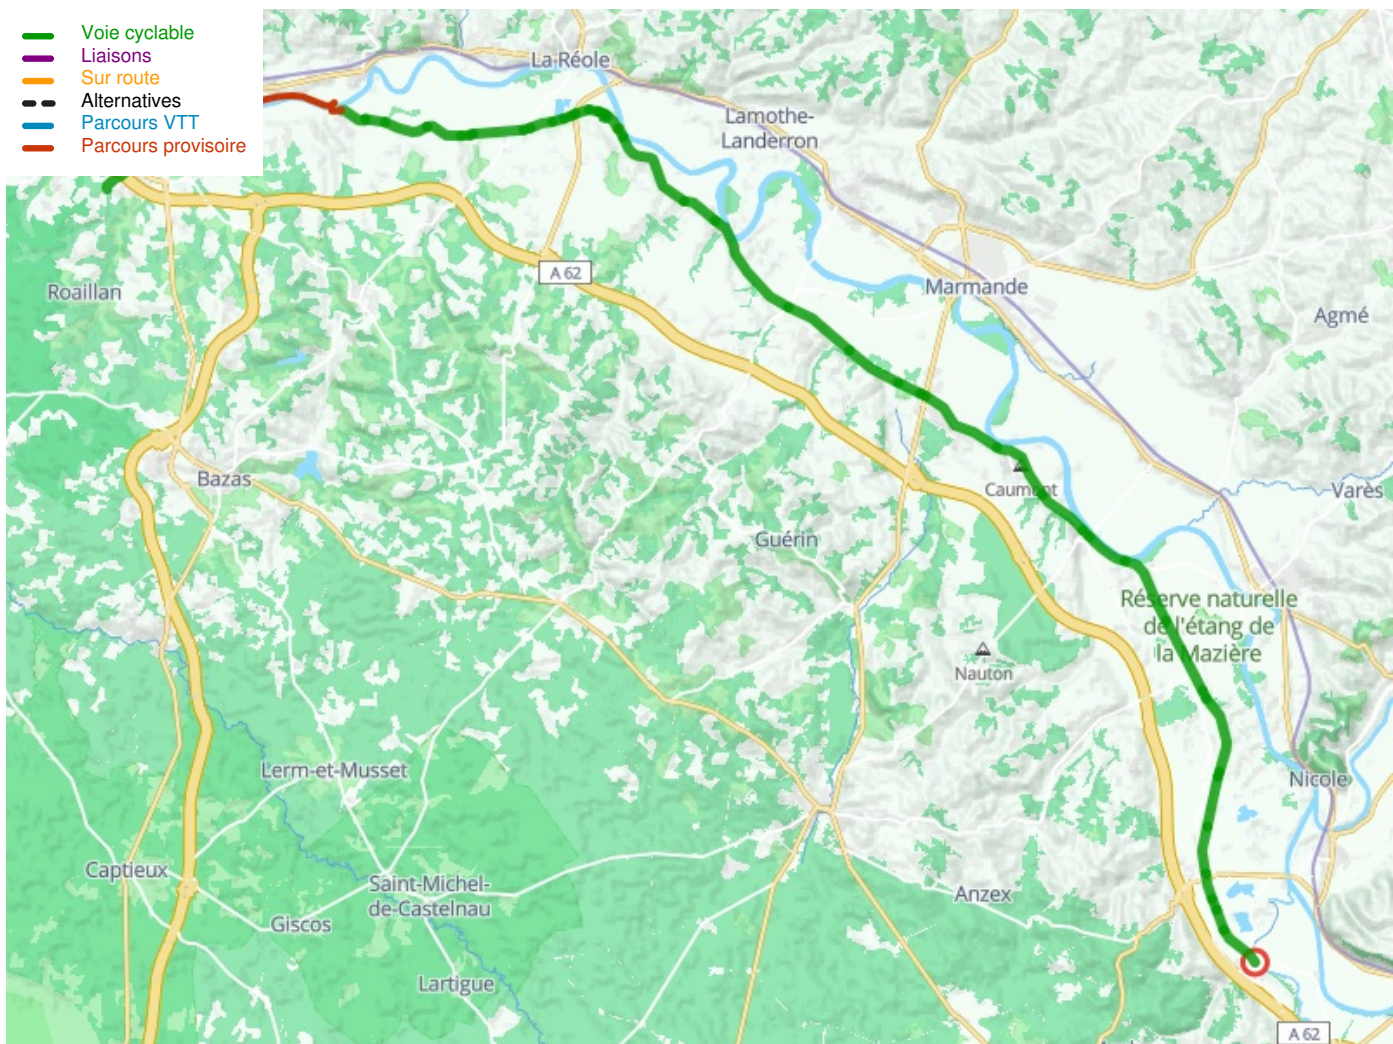 Voie cyclable
Liaisons
Sur route
Alternatives
Parcours VTT
Parcours provisoire
La Réole
Lamothe-
Landerron
A 62
Roaillan
Marmande
Agmé
Bazas
Caumont
Varès
Guérin
Réserve naturelle
de l'étang de
la Mazière
Nauton
Lerm-et-Musset
Nicole
Captieux
Saint-Michel-
de-Castelnau
Anzex
Giscos
Lartigue
A 62